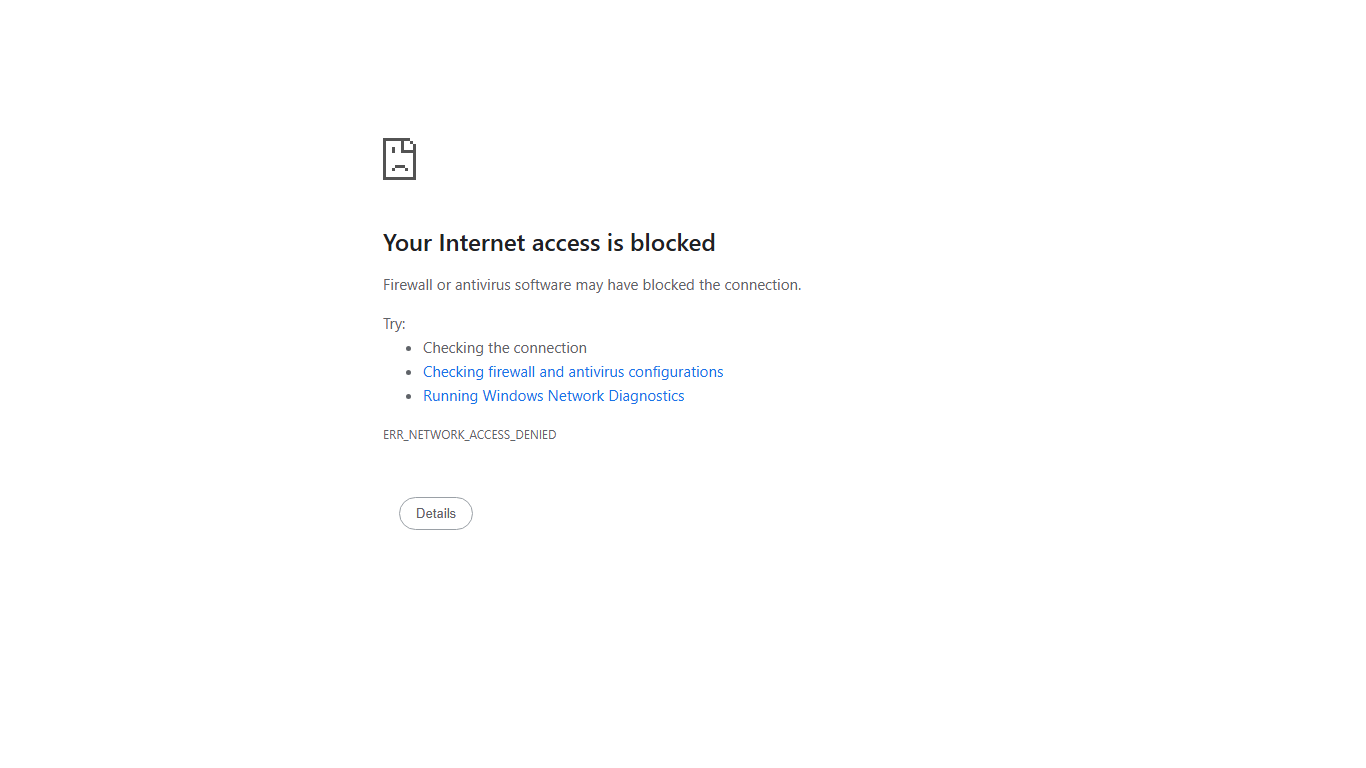 Your Internet access is blocked
Firewall or antivirus software may have blocked the connection.
Try:
Checking the connection
Checking firewall and antivirus configurations
Running Windows Network Diagnostics
ERR_NETWORK_ACCESS_DENIED
Details